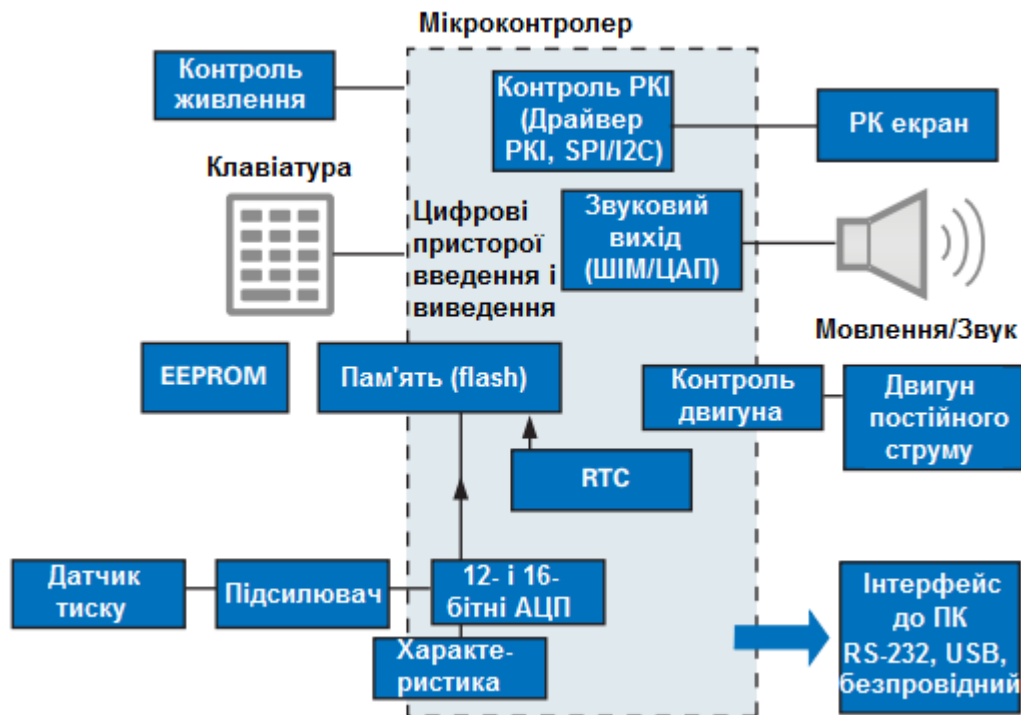 Мікроконтролер
Контроль
живлення
Контроль РКІ
(Драйвер
РКІ, SPI/I2C)
РК екран
Клавіатура
Цифрові
присторої
введення і
виведення
Звуковий
вихід
(ШІМ/ЦАП)
Мовлення/Звук
EEPROM
Пам'ять (flash)
Контроль
двигуна
Двигун
постійного
струму
RTC
Датчик
тиску
Підсилювач
12- і 16-
бітні АЦП
Характе-
ристика
Інтерфейс
до ПК
RS-232, USB,
безпровідний